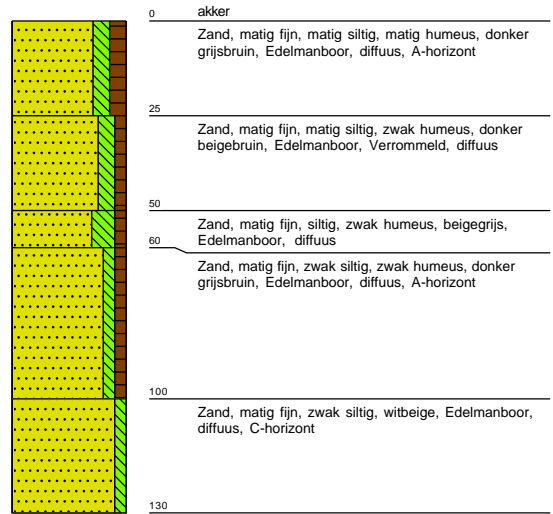 0 akker
Zand, matig fijn, matig siltig, matig humeus, donker
grijsbruin, Edelmanboor, diffuus, A-horizont
25
Zand, matig fijn, matig siltig, zwak humeus, donker
beigebruin, Edelmanboor, Verrommeld, diffuus
50
Zand, matig fijn, siltig, zwak humeus, beigegrijs,
Edelmanboor, diffuus
60
Zand, matig fijn, zwak siltig, zwak humeus, donker
grijsbruin, Edelmanboor, diffuus, A-horizont
100
Zand, matig fijn, zwak siltig, witbeige, Edelmanboor,
diffuus, C-horizont
130